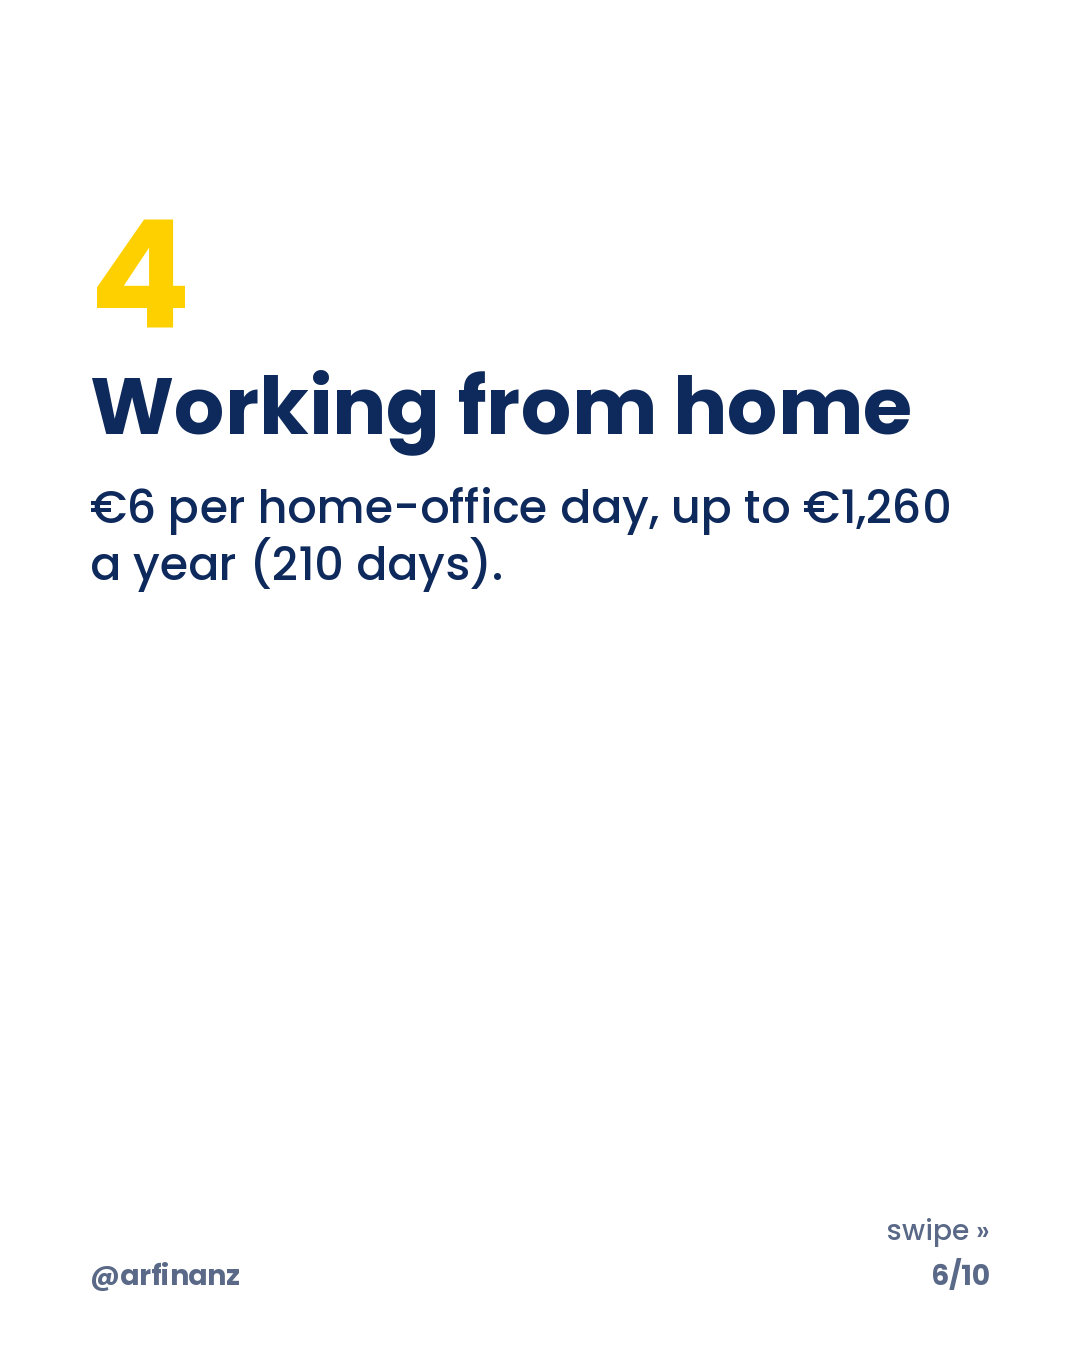 4
Working from home
€6 per home-office day, up to €1,260
a year (210 days).
swipe »
@arfinanz
6/10